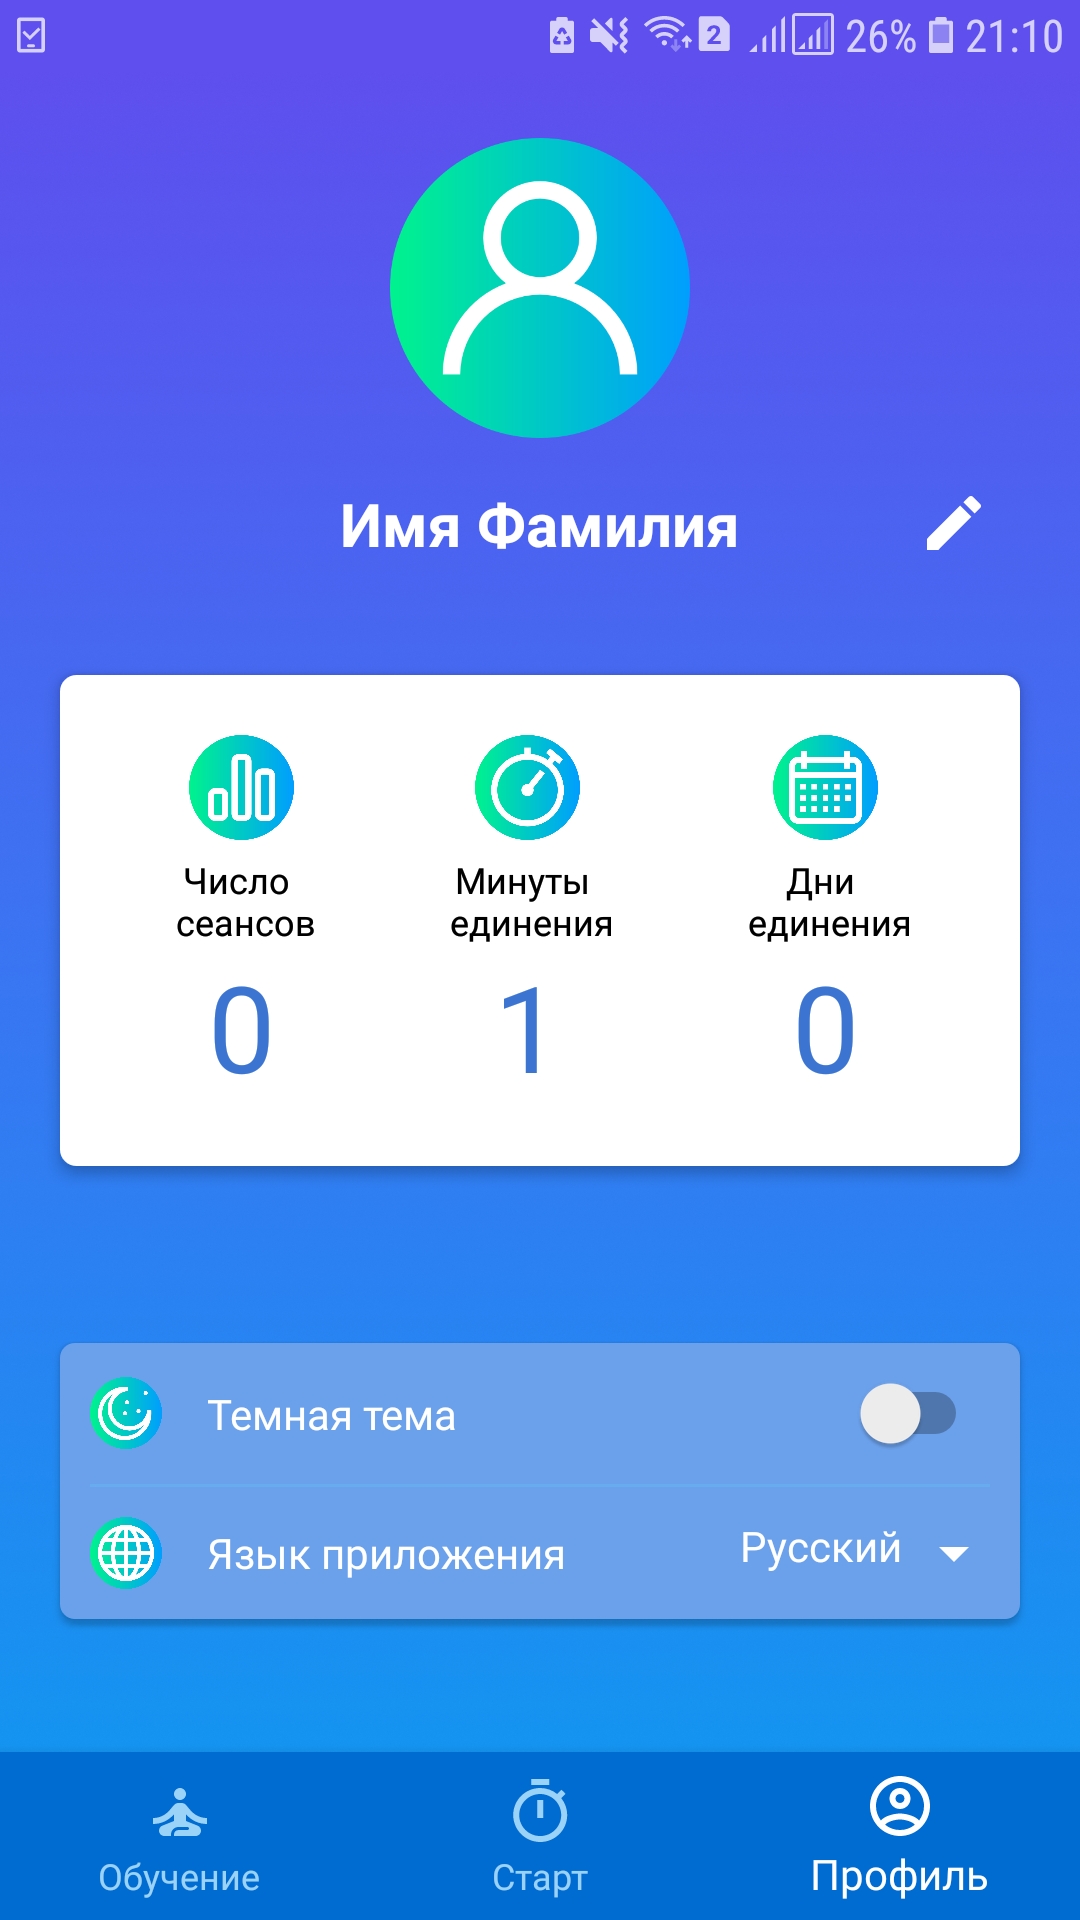 2 26% 21:10
Имя Фамилия
Число сеансов
Минуты единения
Дни единения
0 1 0
Темная тема
Язык приложения Русский
Обучение Старт Профиль